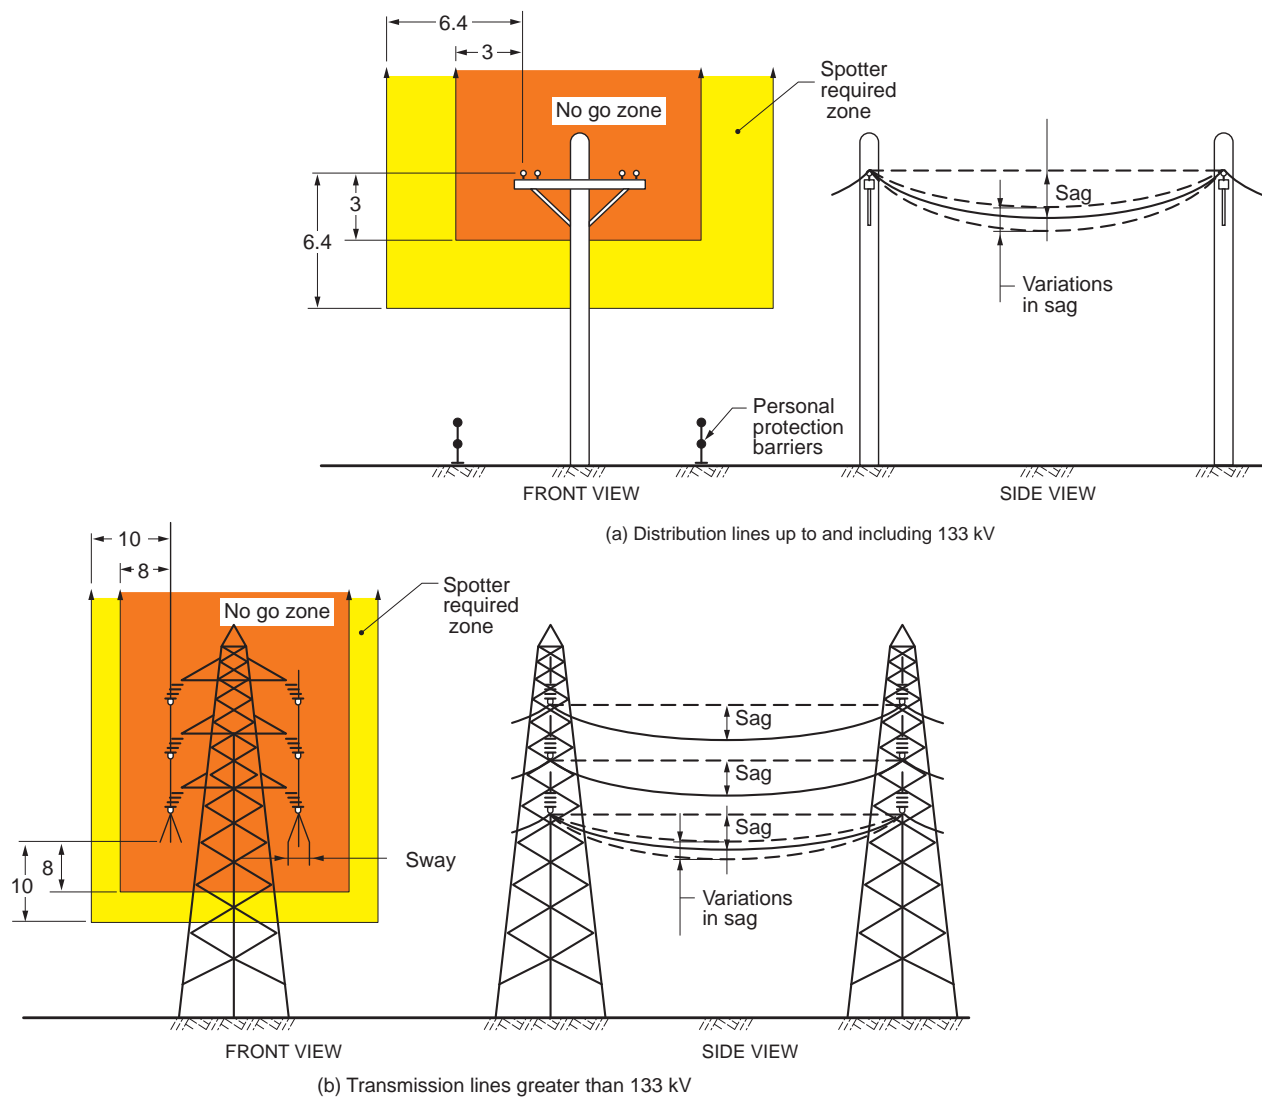 6.4
3
No go zone
Spotter
required
zone
3
6.4
Sag
Variations
in sag
Personal
protection
barriers
FRONT VIEW
SIDE VIEW
(a) Distribution lines up to and including 133 kV
10
8
No go zone
Spotter
required
zone
Sag
Sag
Sag
8
10
Sway
Variations
in sag
FRONT VIEW
SIDE VIEW
(b) Transmission lines greater than 133 kV